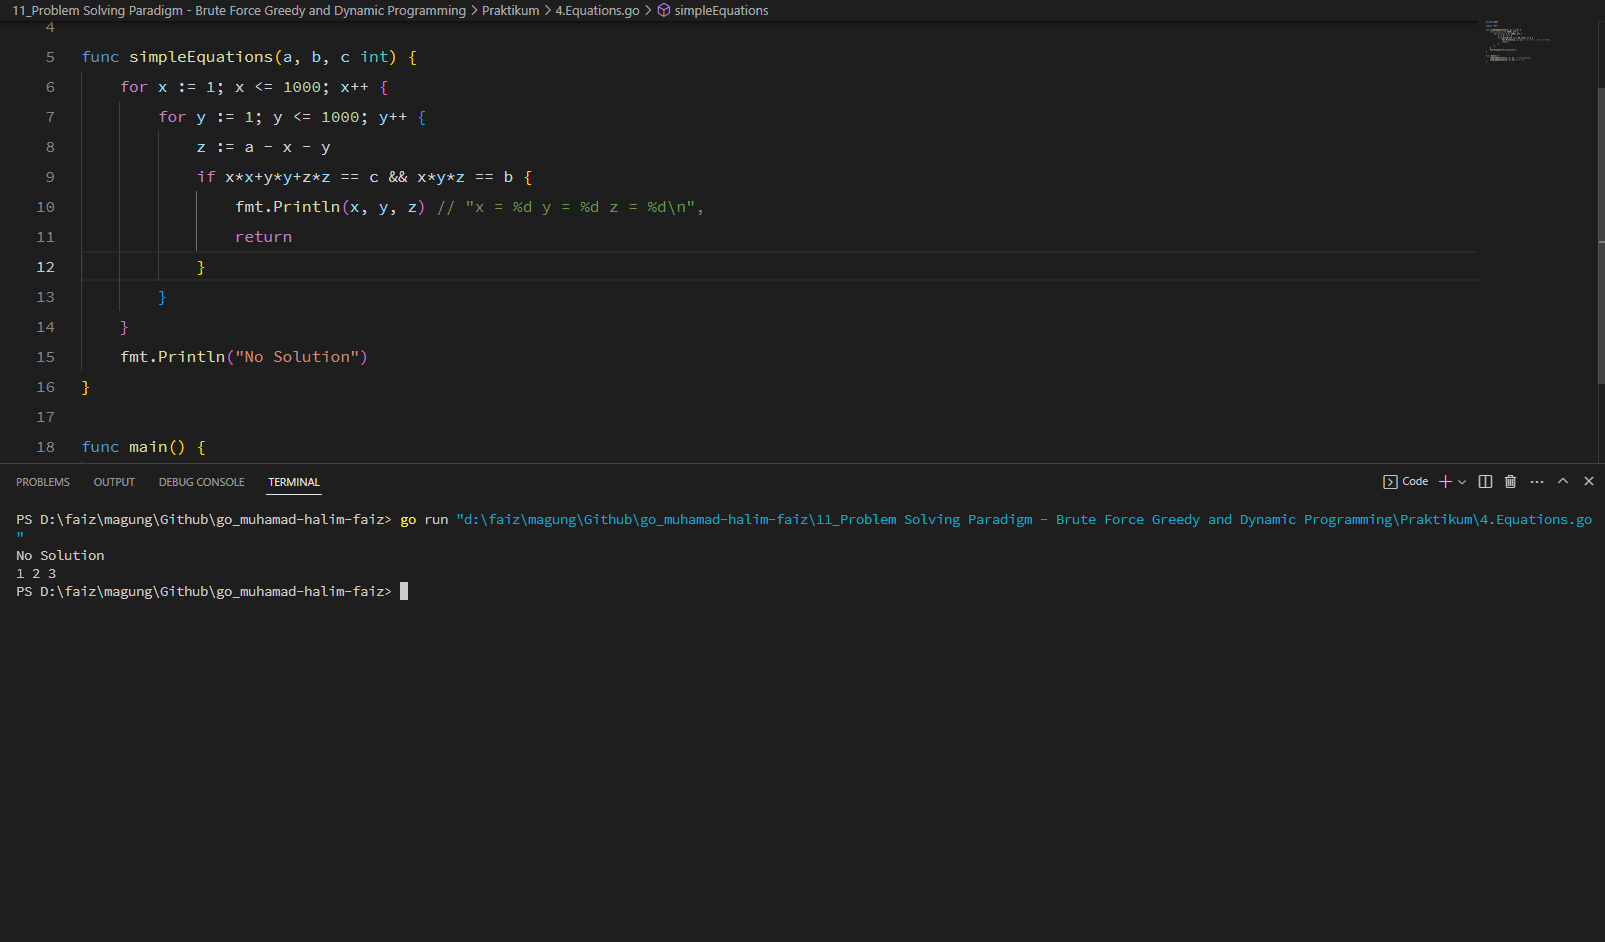 11_Problem Solving Paradigm - Brute Force Greedy and Dynamic Programming > Praktikum > 4.Equations.go > simpleEquations
4
5 func simpleEquations(a, b, c int) {
6 for x := 1; x <= 1000; x++ {
7 for y := 1; y <= 1000; y++ {
8 z := a - x - y
9 if x*x+y*y+z*z == c && x*y*z == b {
10 fmt.Println(x, y, z) // "x = %d y = %d z = %d\n",
11 return
12 }
13 }
14 }
15 fmt.Println("No Solution")
16 }
17
18 func main() {
PROBLEMS OUTPUT DEBUG CONSOLE TERMINAL Code
PS D:\faiz\magung\Github\go_muhamad-halim-faiz> go run "d:\faiz\magung\Github\go_muhamad-halim-faiz\11_Problem Solving Paradigm - Brute Force Greedy and Dynamic Programming\Praktikum\4.Equations.go
"
No Solution
1 2 3
PS D:\faiz\magung\Github\go_muhamad-halim-faiz>